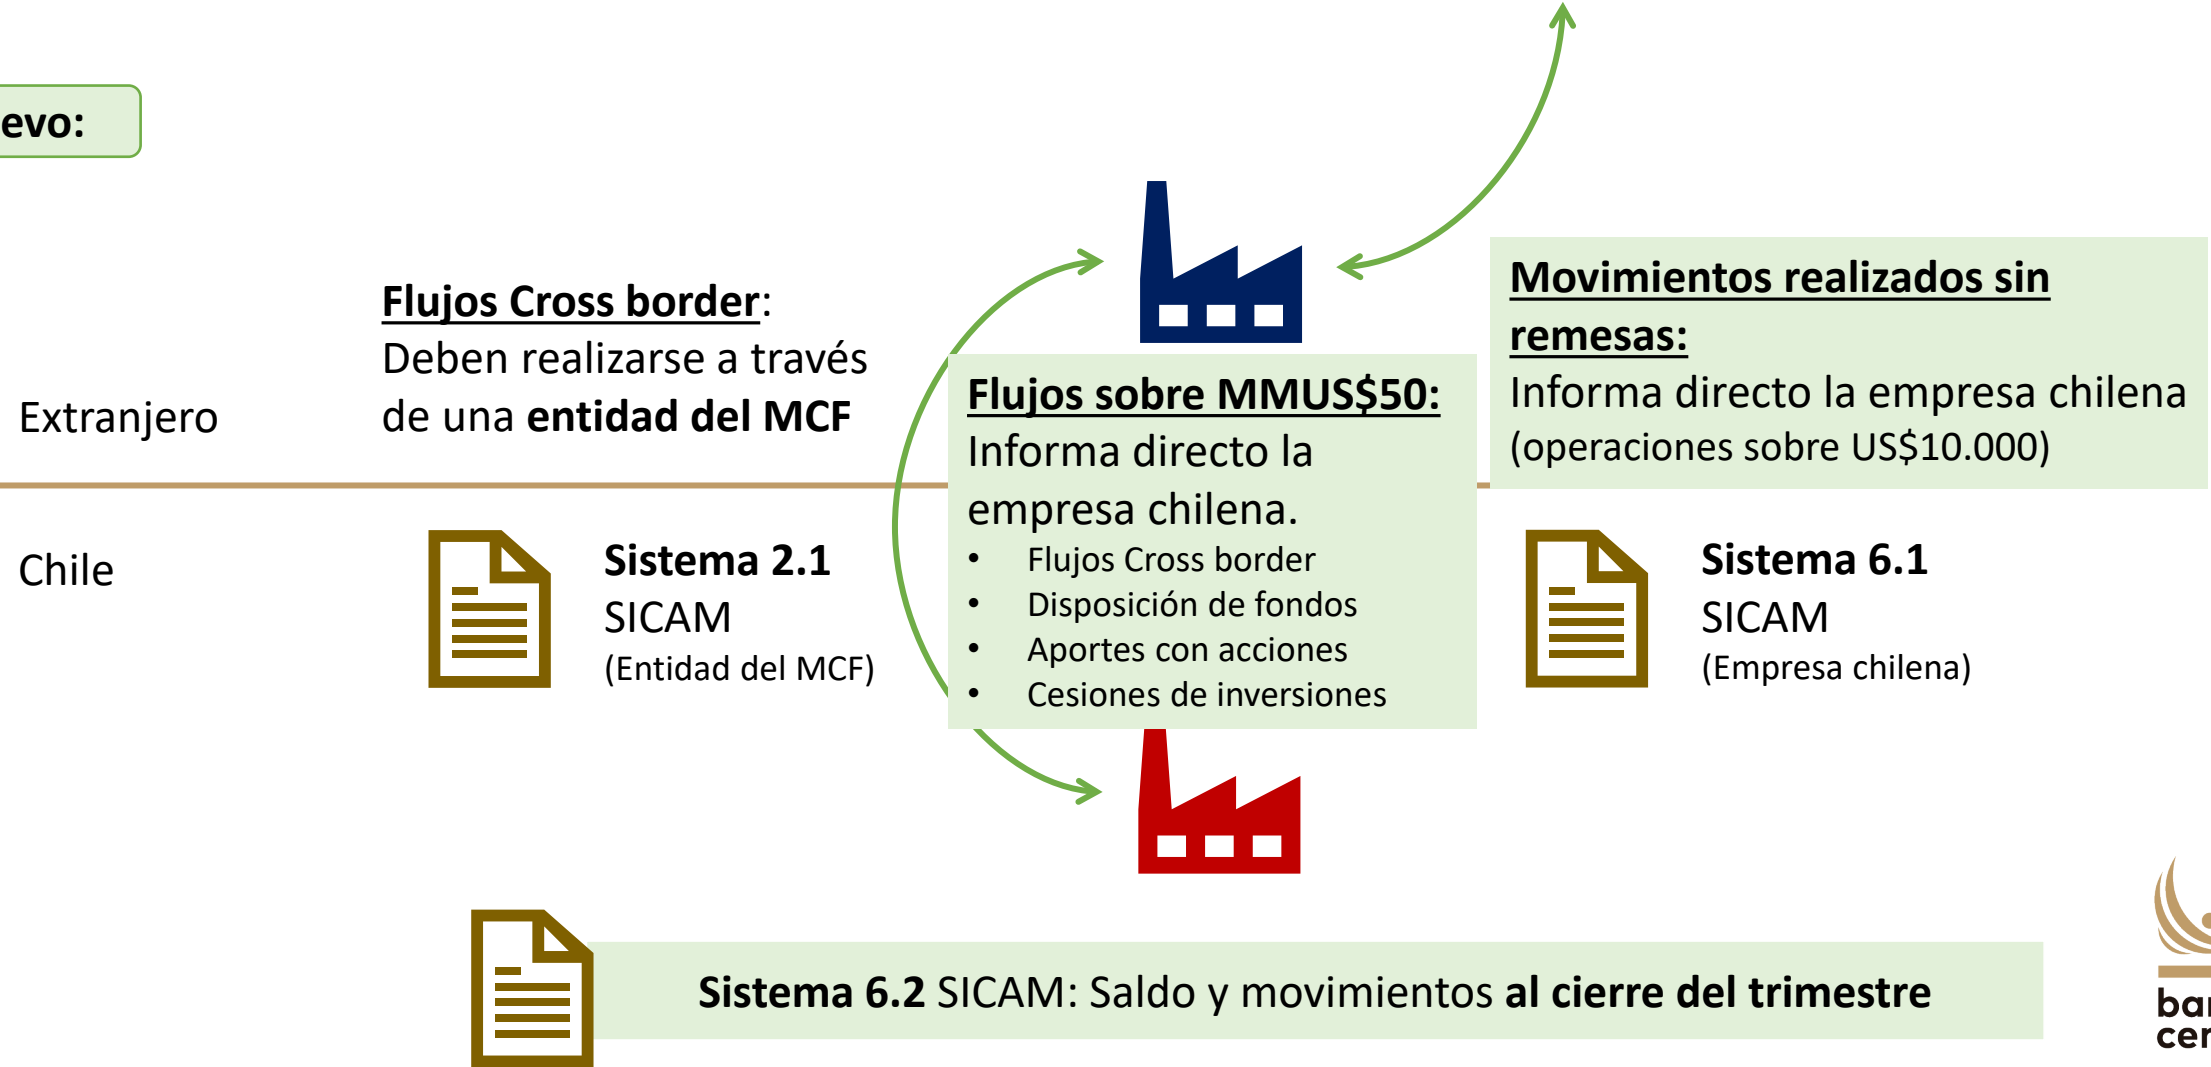 evo:
Flujos Cross border:
Deben realizarse a través
de una entidad del MCF
Extranjero
Chile
Flujos sobre MMUS$50:
Informa directo la
empresa chilena.
• Flujos Cross border
• Disposición de fondos
• Aportes con acciones
• Cesiones de inversiones
Movimientos realizados sin
remesas:
Informa directo la empresa chilena
(operaciones sobre US$10.000)
Sistema 2.1
SICAM
(Entidad del MCF)
Sistema 6.1
SICAM
(Empresa chilena)
Sistema 6.2 SICAM: Saldo y movimientos al cierre del trimestre